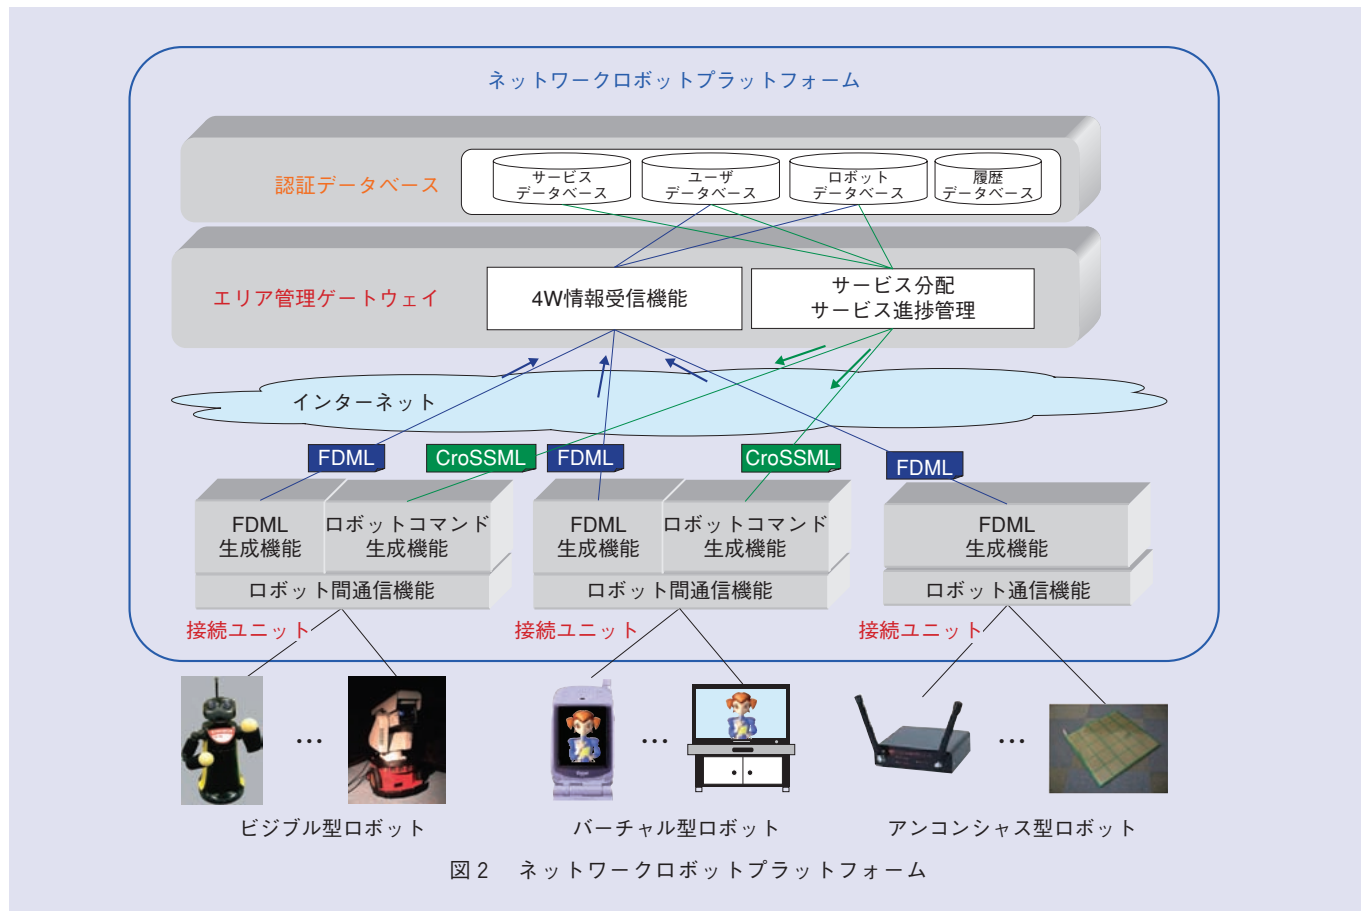 ネットワークロボットプラットフォーム
認証データベース
サービス
データベース
ユーザ
データベース
ロボット
データベース
履歴
データベース
エリア管理ゲートウェイ
4W情報受信機能
サービス分配
サービス進捗管理
インターネット
FDML
CroSSML
FDML
CroSSML
FDML
FDML
生成機能
ロボットコマンド
生成機能
ロボット間通信機能
FDML
生成機能
ロボットコマンド
生成機能
ロボット間通信機能
FDML
生成機能
ロボット通信機能
接続ユニット
接続ユニット
接続ユニット
…
…
…
ビジブル型ロボット
バーチャル型ロボット
アンコンシャス型ロボット
図2 ネットワークロボットプラットフォーム